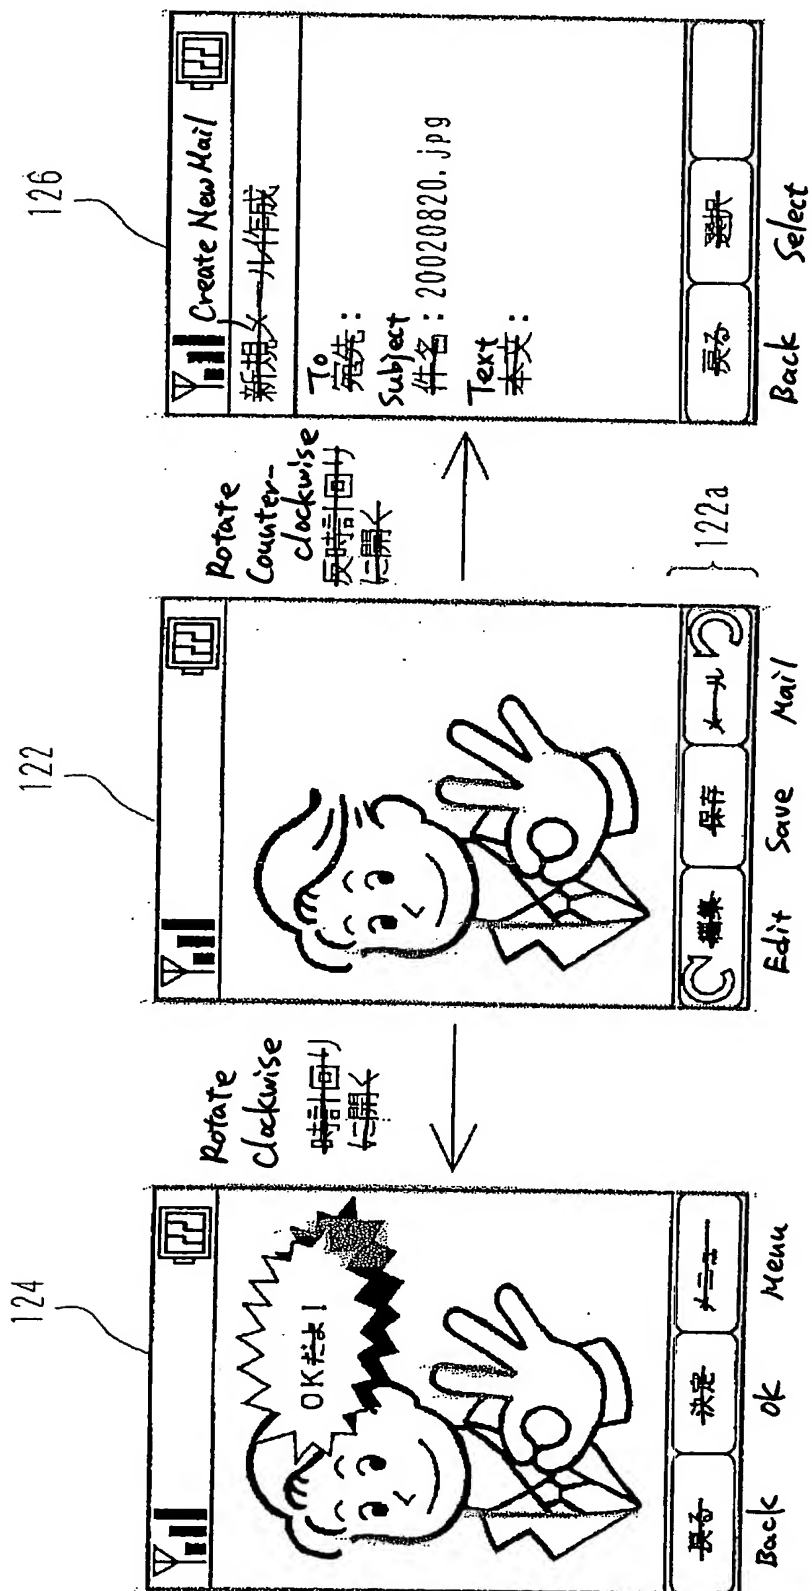 124
OKだよ!
戻る 決定 メニュー
Back OK Menu
Rotate
Clockwise
時計回り
に開く
122
編集 保存 メール
Edit Save Mail
122a
Rotate
Counter-
clockwise
反時計回り
に開く
126
Create New Mail
新規メール作成
To
宛先:
Subject
件名:20020820.jpg
Text
本文:
戻る 選択
Back Select